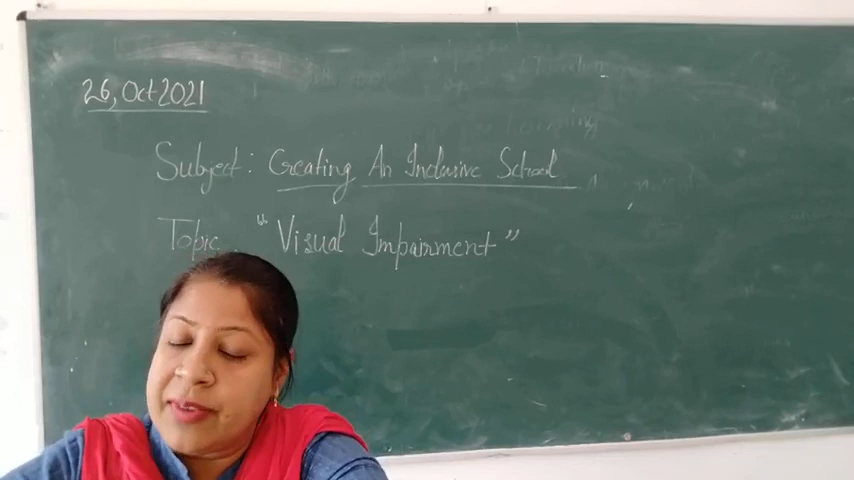 26, Oct 2021
Subject: Creating An Inclusive School
Topic "Visual Impairment"